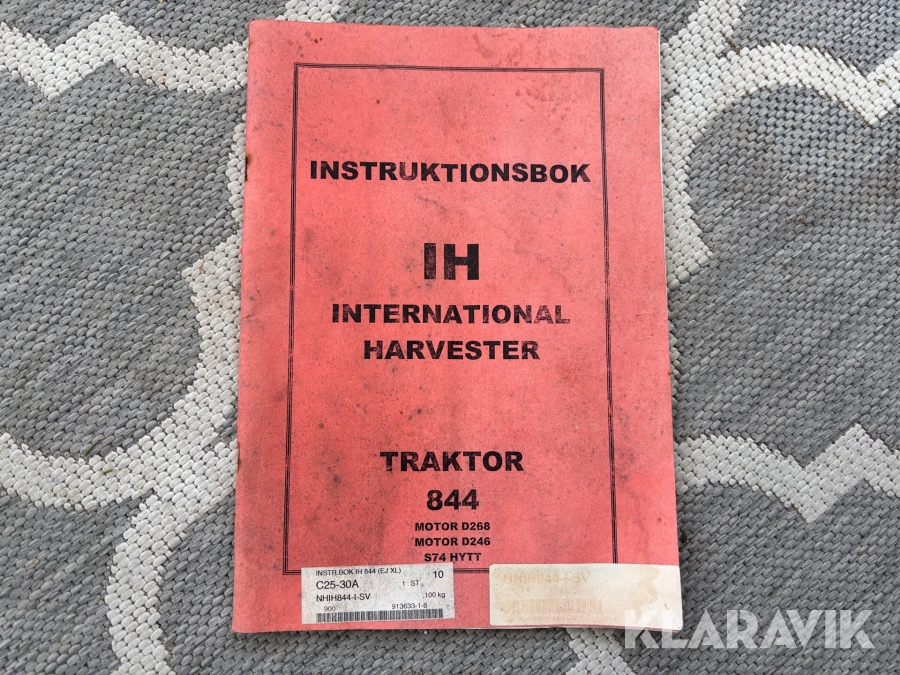 INSTRUKTIONSBOK
IH
INTERNATIONAL
HARVESTER
TRAKTOR
844
MOTOR D268
MOTOR D246
S74 HYTT
INSTR.BOK IH 844 (EJ XL) 10
C25-30A 1 ST
NHIH844-I-SV ,100 kg
900 913633-1-8
NHIH844-I-SV
KLARAVIK